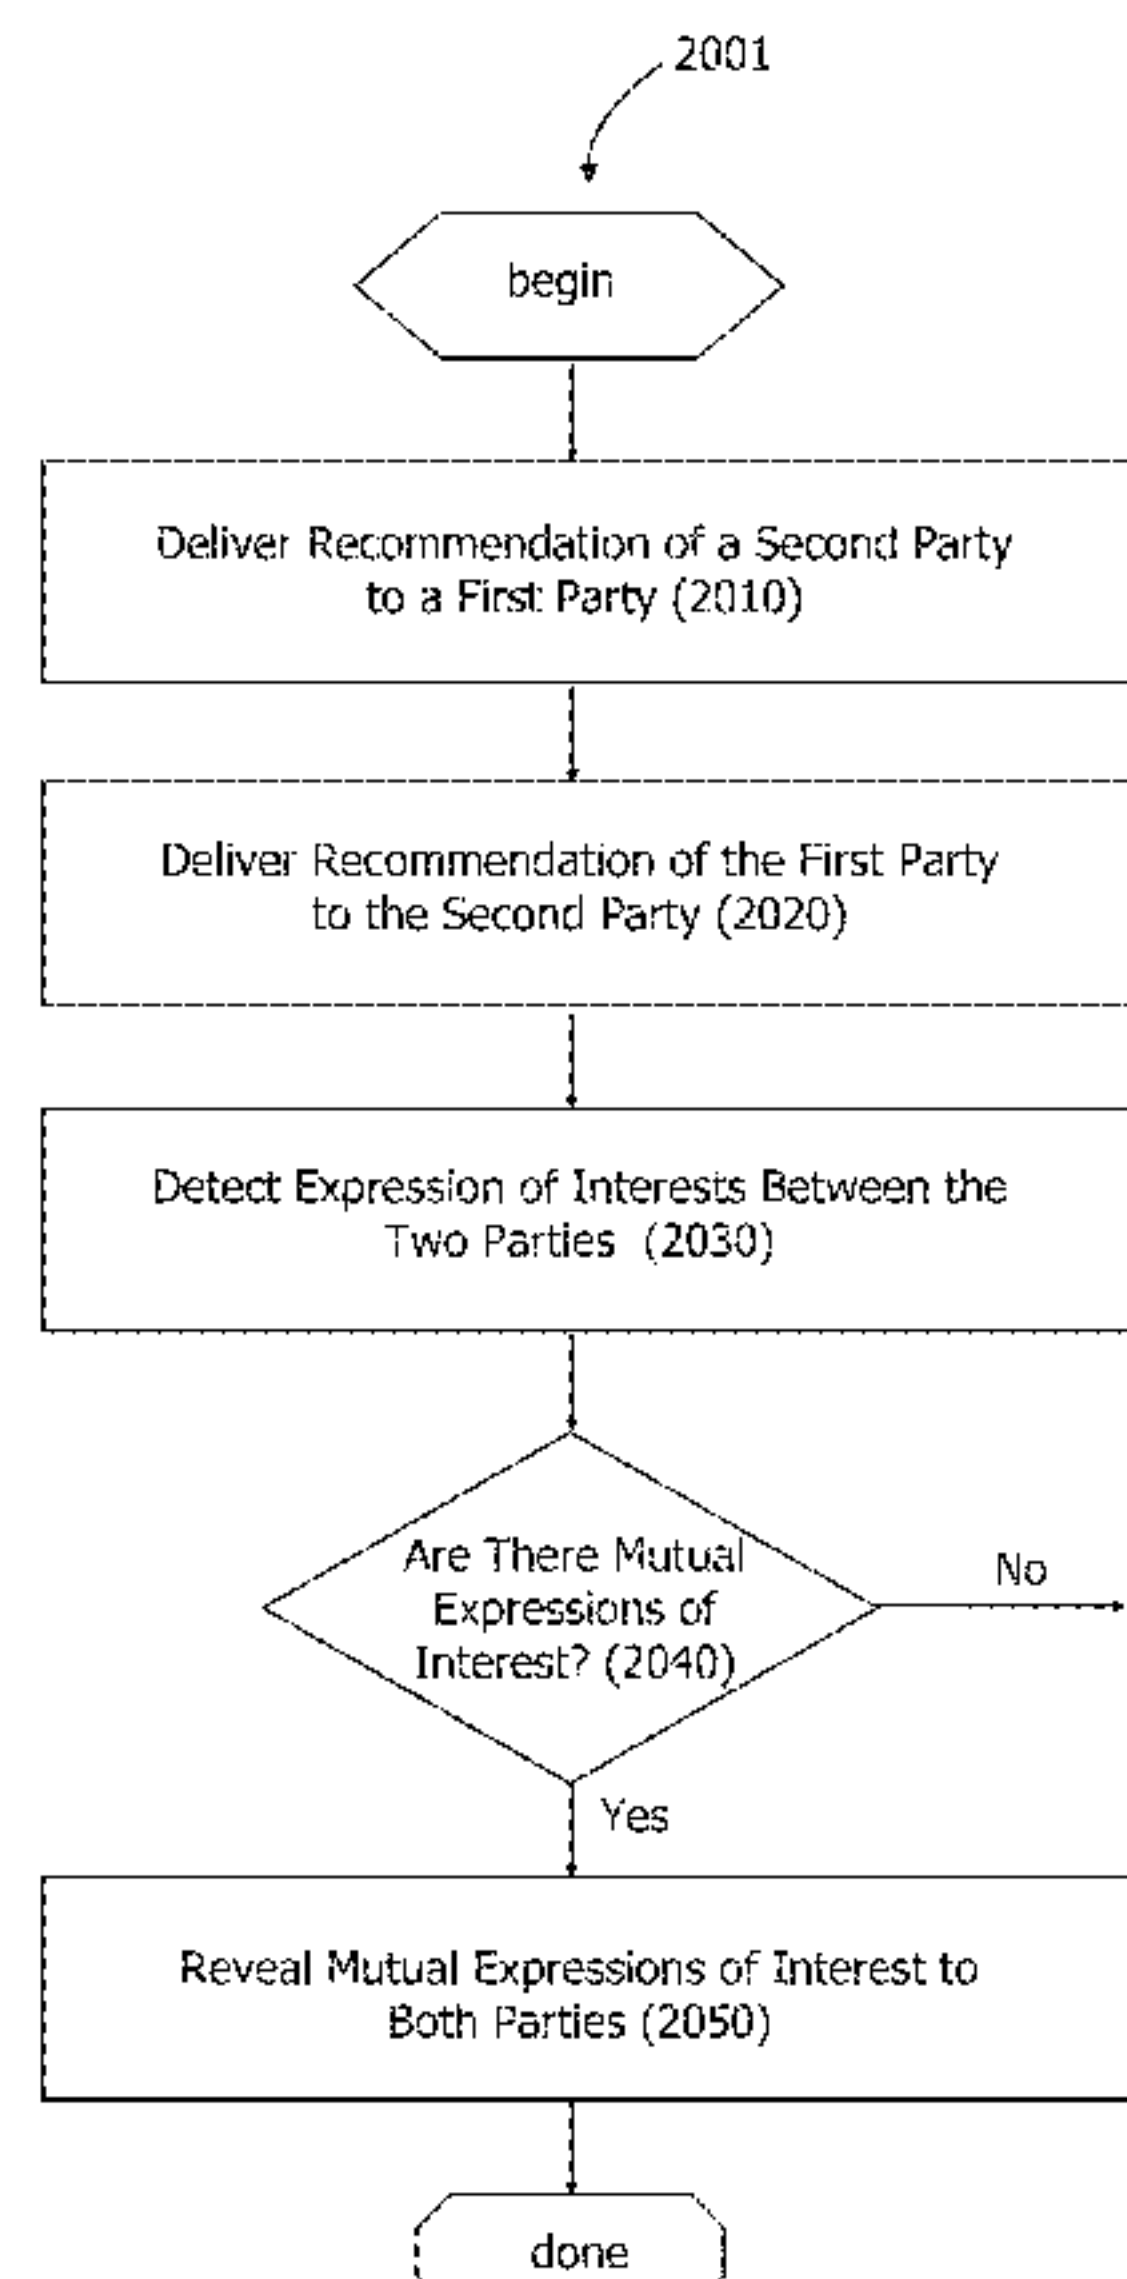 2001
begin
Deliver Recommendation of a Second Party
to a First Party (2010)
Deliver Recommendation of the First Party
to the Second Party (2020)
Detect Expression of Interests Between the
Two Parties (2030)
Are There Mutual
Expressions of
Interest? (2040)
No
Yes
Reveal Mutual Expressions of Interest to
Both Parties (2050)
done